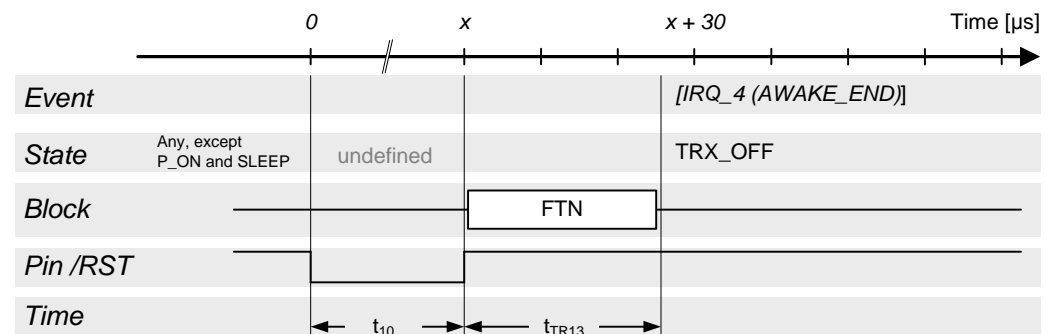 0 x x + 30 Time [µs]
Event [IRQ_4 (AWAKE_END)]
State Any, except
P_ON and SLEEP undefined TRX_OFF
Block FTN
Pin /RST
Time t10 tTR13